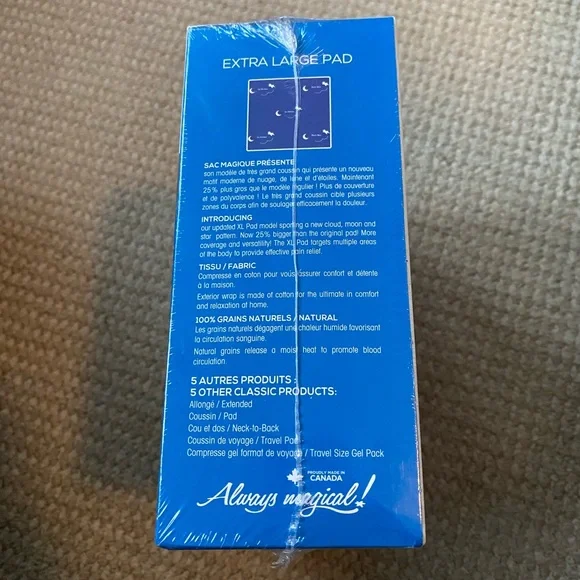 EXTRA LARGE PAD
SAC MAGIQUE PRÉSENTE
son modèle de très grand coussin qui présente un nouveau
motif moderne de nuage, de lune et d'étoiles. Maintenant
25% plus gros que le modèle régulier ! Plus de couverture
et de polyvalence ! Le très grand coussin cible plusieurs
zones du corps afin de soulager efficacement la douleur.
INTRODUCING
our updated XL Pad model sporting a new cloud, moon and
star pattern. Now 25% bigger than the original pad! More
coverage and versatility! The XL Pad targets multiple areas
of the body to provide effective pain relief.
TISSU / FABRIC
Compresse en coton pour vous assurer confort et détente
à la maison.
Exterior wrap is made of cotton for the ultimate in comfort
and relaxation at home.
100% GRAINS NATURELS / NATURAL
Les grains naturels dégagent une chaleur humide favorisant
la circulation sanguine.
Natural grains release a moist heat to promote blood
circulation.
5 AUTRES PRODUITS :
5 OTHER CLASSIC PRODUCTS:
Allongé / Extended
Coussin / Pad
Cou et dos / Neck-to-Back
Coussin de voyage / Travel Pad
Compresse gel format de voyage / Travel Size Gel Pack
PROUDLY MADE IN
CANADA
Always magical!